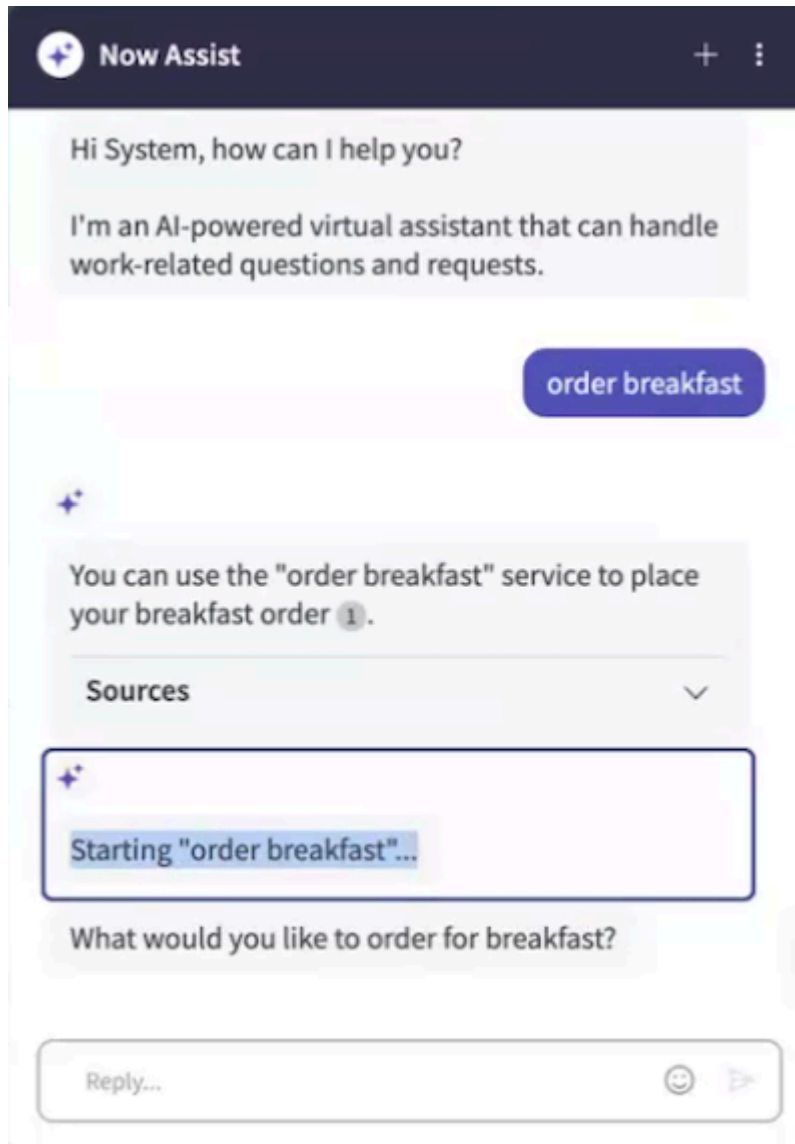 Now Assist
Hi System, how can I help you?
I'm an AI-powered virtual assistant that can handle
work-related questions and requests.
order breakfast
You can use the "order breakfast" service to place
your breakfast order 1.
Sources
Starting "order breakfast"...
What would you like to order for breakfast?
Reply...